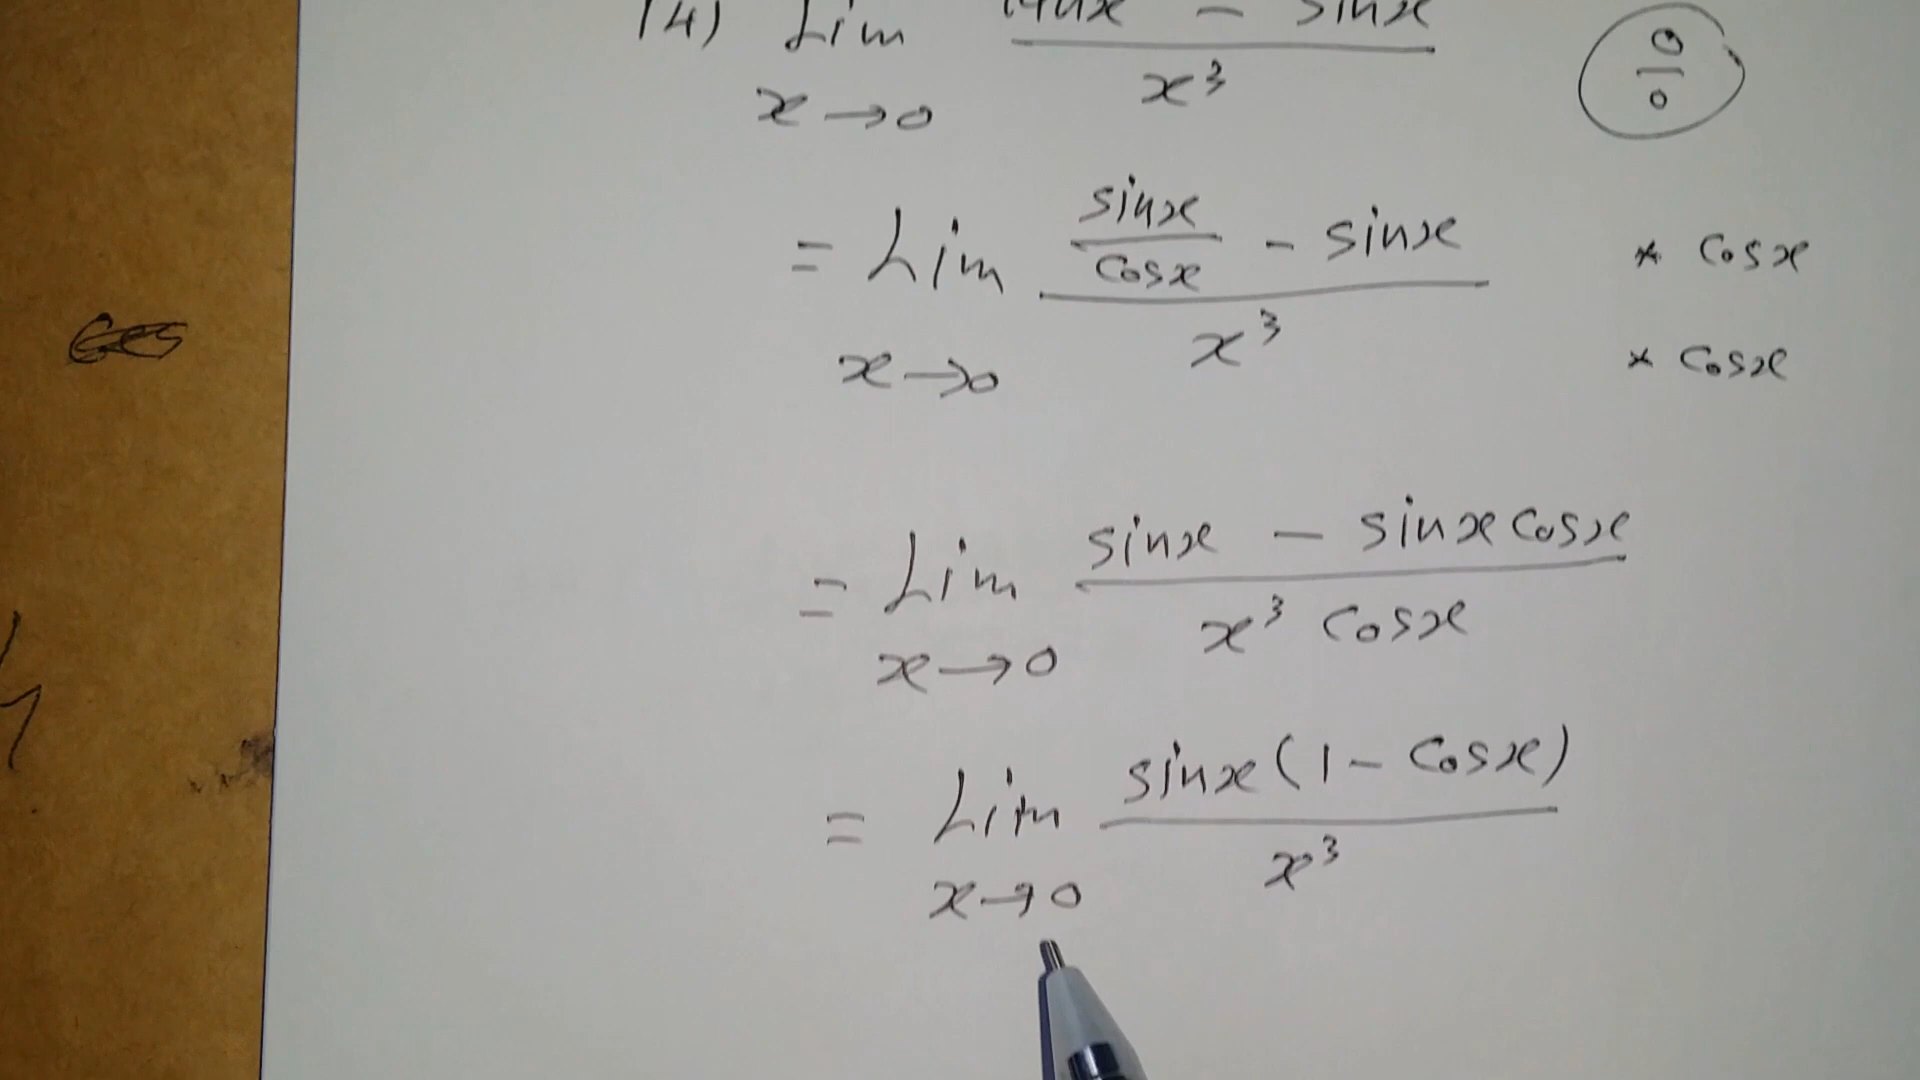 (4) Lim tanx - sinx / x³ 0/0
x→0
= Lim (sinx/cosx - sinx) / x³ * cosx
x→0 * cosx
= Lim sinx - sinx cosx / x³ cosx
x→0
= Lim sinx(1 - cosx) / x³
x→0